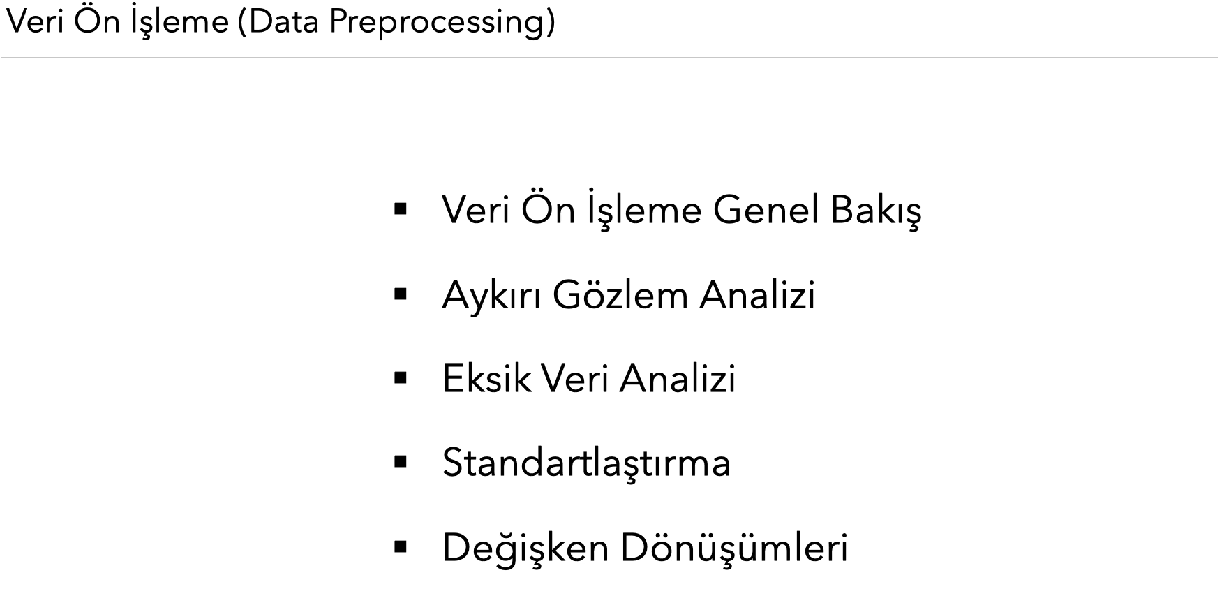 Veri Ön İşleme (Data Preprocessing)
▪ Veri Ön İşleme Genel Bakış
▪ Aykırı Gözlem Analizi
▪ Eksik Veri Analizi
▪ Standartlaştırma
▪ Değişken Dönüşümleri